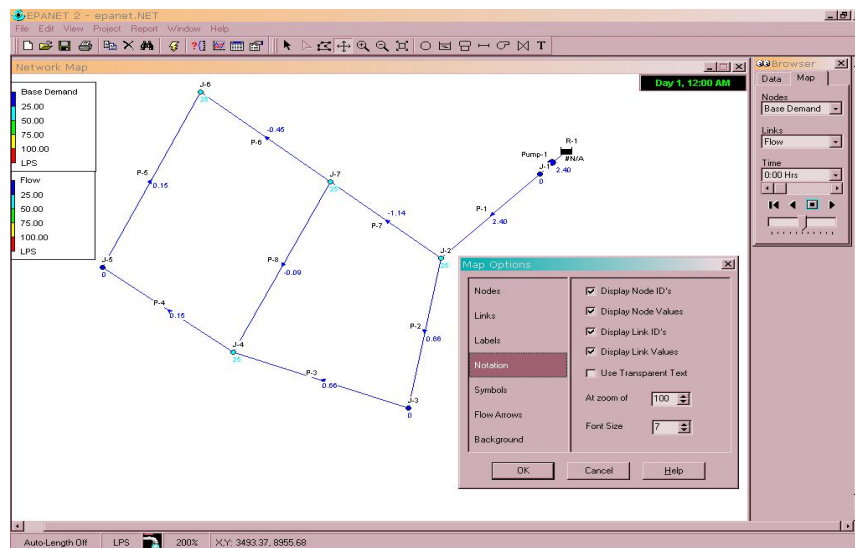 EPANET 2 - epanet.NET
File Edit View Project Report Window Help
T
Network Map
Day 1, 12:00 AM
Base Demand
25.00
50.00
75.00
100.00
LPS
Flow
25.00
50.00
75.00
100.00
LPS
J-6
25
-0.45
P-6
P-5
0.15
J-7
25
R-1
#N/A
Pump-1
2.40
J-1
0
P-1
2.40
-1.14
P-7
J-2
25
P-8
-0.09
J-5
0
P-4
0.15
J-4
25
P-2
0.66
P-3
0.66
J-3
0
Map Options
Nodes
Links
Labels
Notation
Symbols
Flow Arrows
Background
Display Node ID's
Display Node Values
Display Link ID's
Display Link Values
Use Transparent Text
At zoom of 100
Font Size 7
OK Cancel Help
Browser
Data Map
Nodes
Base Demand
Links
Flow
Time
0:00 Hrs
Auto-Length Off LPS 200% X,Y: 3493.37, 8955.68